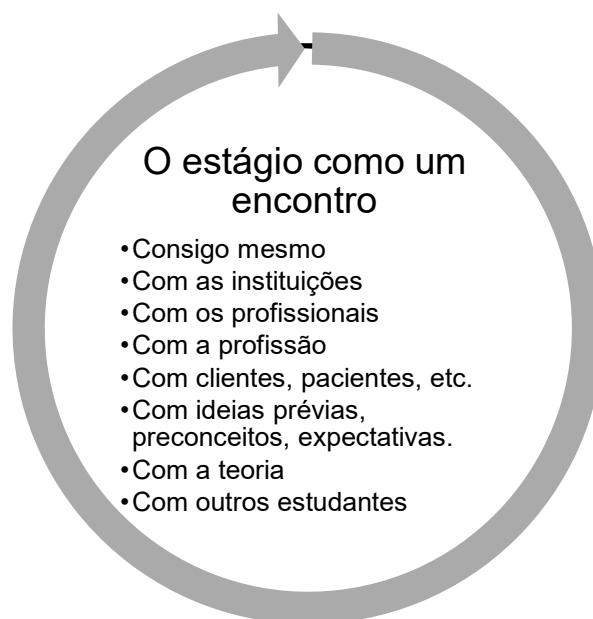 O estágio como um
encontro
•Consigo mesmo
•Com as instituições
•Com os profissionais
•Com a profissão
•Com clientes, pacientes, etc.
•Com ideias prévias,
preconceitos, expectativas.
•Com a teoria
•Com outros estudantes